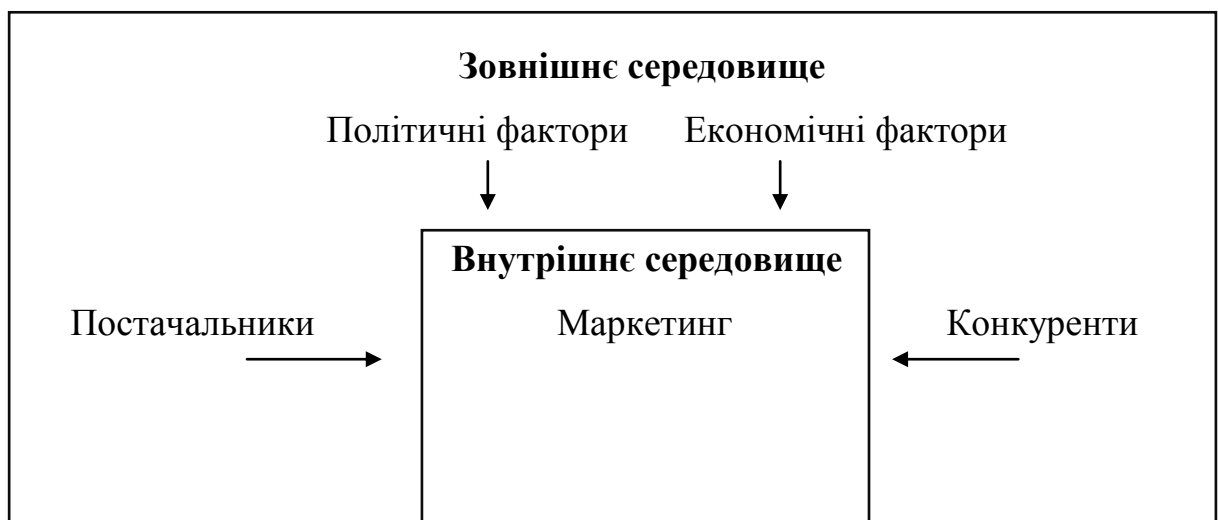 Зовнішнє середовище
Політичні фактори Економічні фактори
Внутрішнє середовище
Постачальники Маркетинг Конкуренти